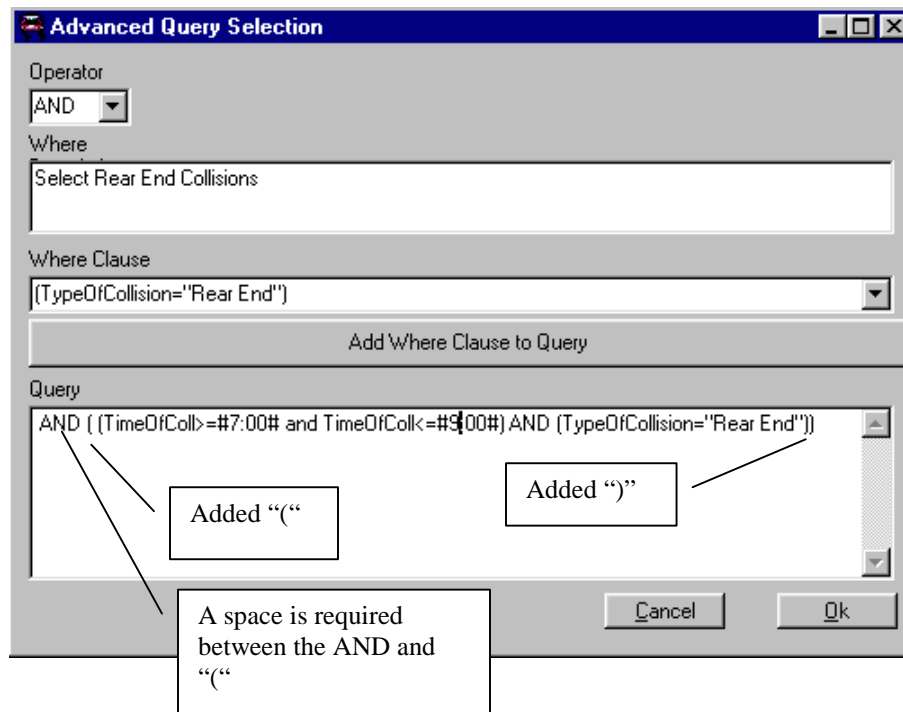 Advanced Query Selection
Operator
AND
Where
Select Rear End Collisions
Where Clause
(TypeOfCollision="Rear End")
Add Where Clause to Query
Query
AND ( (TimeOfColl>=#7:00# and TimeOfColl<=#9:00#) AND (TypeOfCollision="Rear End"))
Added “(“
Added “)”
A space is required
between the AND and
“(“
Cancel
Ok